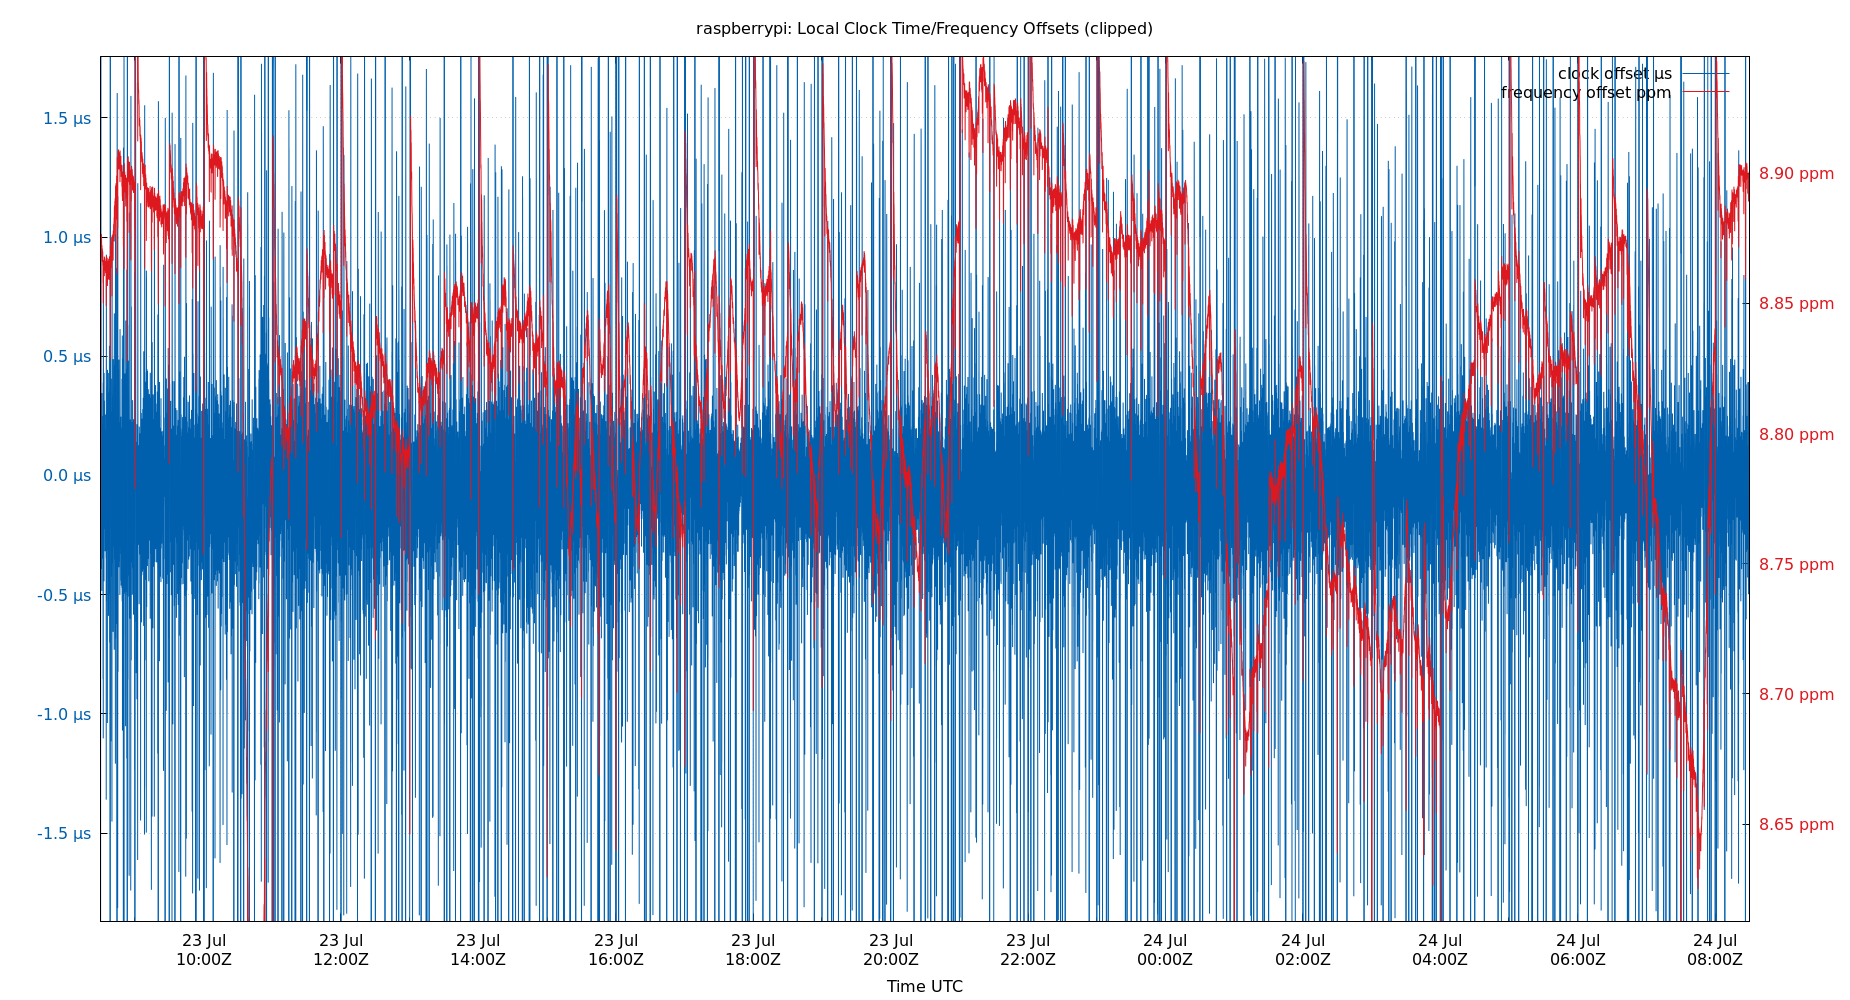 raspberrypi: Local Clock Time/Frequency Offsets (clipped)
clock offset µs
frequency offset ppm
1.5 µs
1.0 µs
0.5 µs
0.0 µs
-0.5 µs
-1.0 µs
-1.5 µs
8.90 ppm
8.85 ppm
8.80 ppm
8.75 ppm
8.70 ppm
8.65 ppm
23 Jul 23 Jul 23 Jul 23 Jul 23 Jul 23 Jul 23 Jul 24 Jul 24 Jul 24 Jul 24 Jul 24 Jul
10:00Z 12:00Z 14:00Z 16:00Z 18:00Z 20:00Z 22:00Z 00:00Z 02:00Z 04:00Z 06:00Z 08:00Z
Time UTC